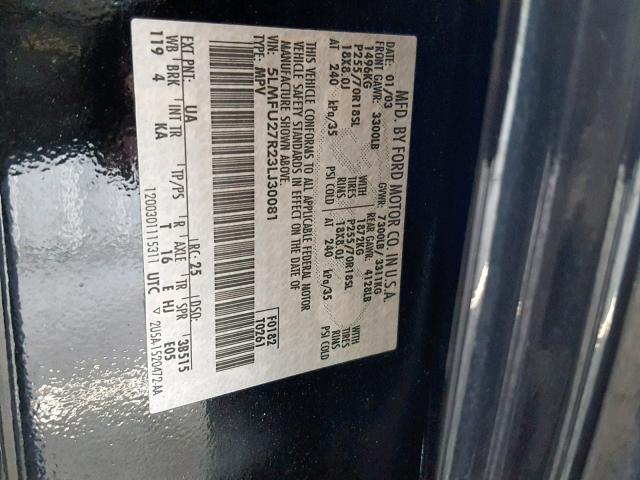 MFD. BY FORD MOTOR CO. IN U.S.A.
DATE: 01/03 GVWR: 7300LB / 3311KG
FRONT GAWR: 3300LB REAR GAWR: 4128LB
1496KG WITH 1872KG WITH
P255/70R18SL TIRES P255/70R18SL TIRES
18X8.0J RIMS 18X8.0J RIMS
AT 240 kPa/35 PSI COLD AT 240 kPa/35 PSI COLD
THIS VEHICLE CONFORMS TO ALL APPLICABLE FEDERAL MOTOR
VEHICLE SAFETY STANDARDS IN EFFECT ON THE DATE OF
MANUFACTURE SHOWN ABOVE.
VIN: 5LMFU27R23LJ30081 F0182
TYPE: MPV T0261
EXT PNT: UA RC: 25 DSO: 3B515
WB BRK INT TR TP/PS R AXLE TR SPR E05
119 4 KA T 16 E HJ
1200301115311 UTC ▽ 2U5A-1520472-AA